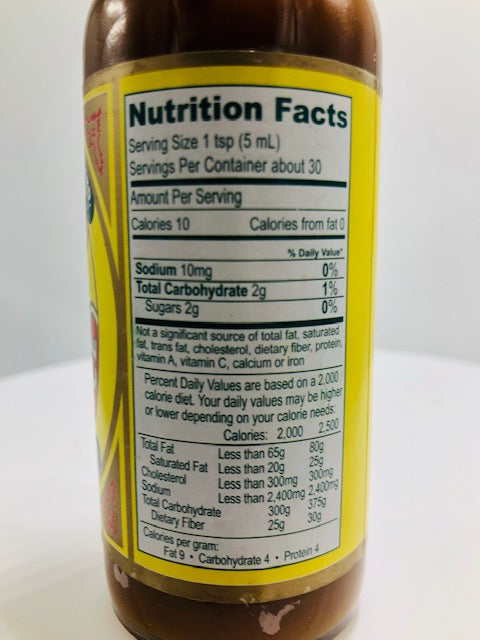 Nutrition Facts
Serving Size 1 tsp (5 mL)
Servings Per Container about 30
Amount Per Serving
Calories 10 Calories from fat 0
% Daily Value*
Sodium 10mg 0%
Total Carbohydrate 2g 1%
Sugars 2g 0%
Not a significant source of total fat, saturated
fat, trans fat, cholesterol, dietary fiber, protein,
vitamin A, vitamin C, calcium or iron
Percent Daily Values are based on a 2,000
calorie diet. Your daily values may be higher
or lower depending on your calorie needs:
Calories: 2,000 2,500
Total Fat Less than 65g 80g
Saturated Fat Less than 20g 25g
Cholesterol Less than 300mg 300mg
Sodium Less than 2,400mg 2,400mg
Total Carbohydrate 300g 375g
Dietary Fiber 25g 30g
Calories per gram:
Fat 9 • Carbohydrate 4 • Protein 4